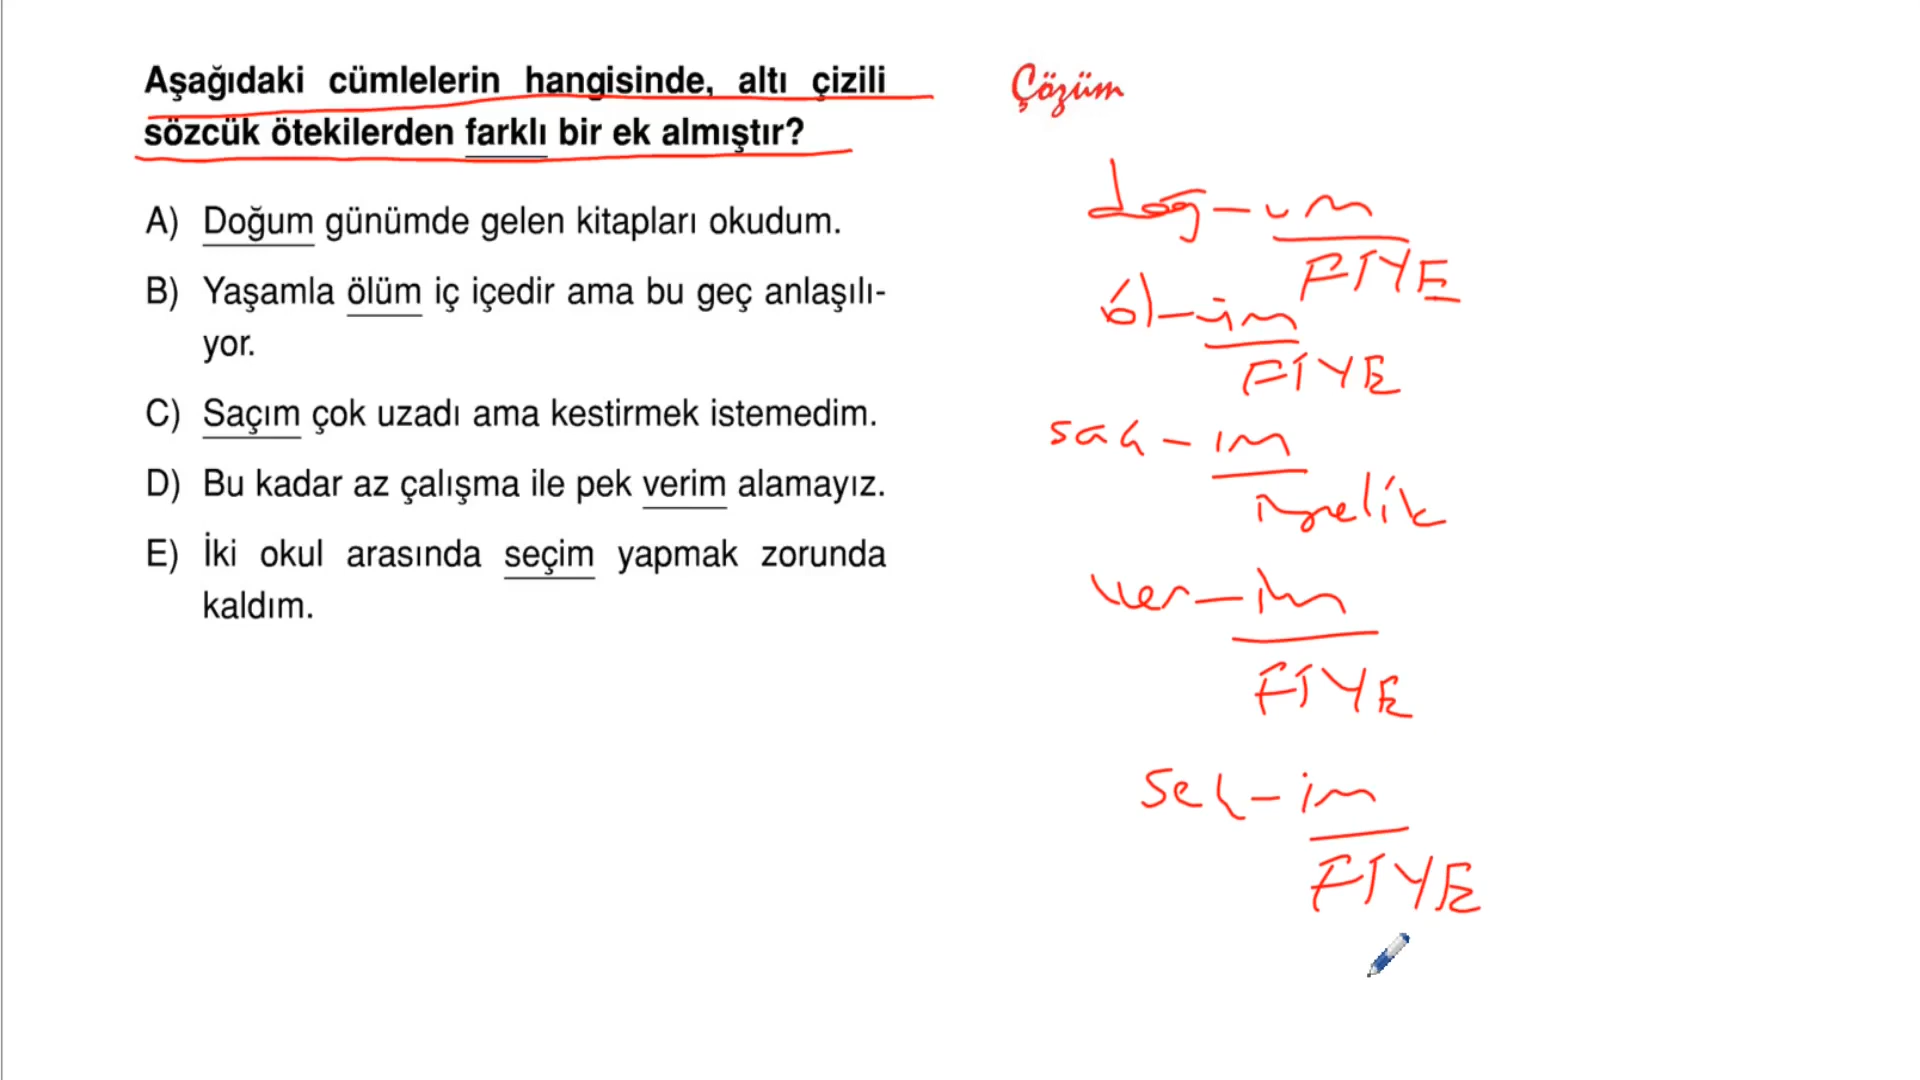 Aşağıdaki cümlelerin hangisinde, altı çizili
sözcük ötekilerden farklı bir ek almıştır?
A) Doğum günümde gelen kitapları okudum.
B) Yaşamla ölüm iç içedir ama bu geç anlaşılı-
yor.
C) Saçım çok uzadı ama kestirmek istemedim.
D) Bu kadar az çalışma ile pek verim alamayız.
E) İki okul arasında seçim yapmak zorunda
kaldım.
Çözüm
doğ-um
FİYE
öl-üm
FİYE
saç-ım
iyelik
ver-im
FİYE
seç-im
FİYE